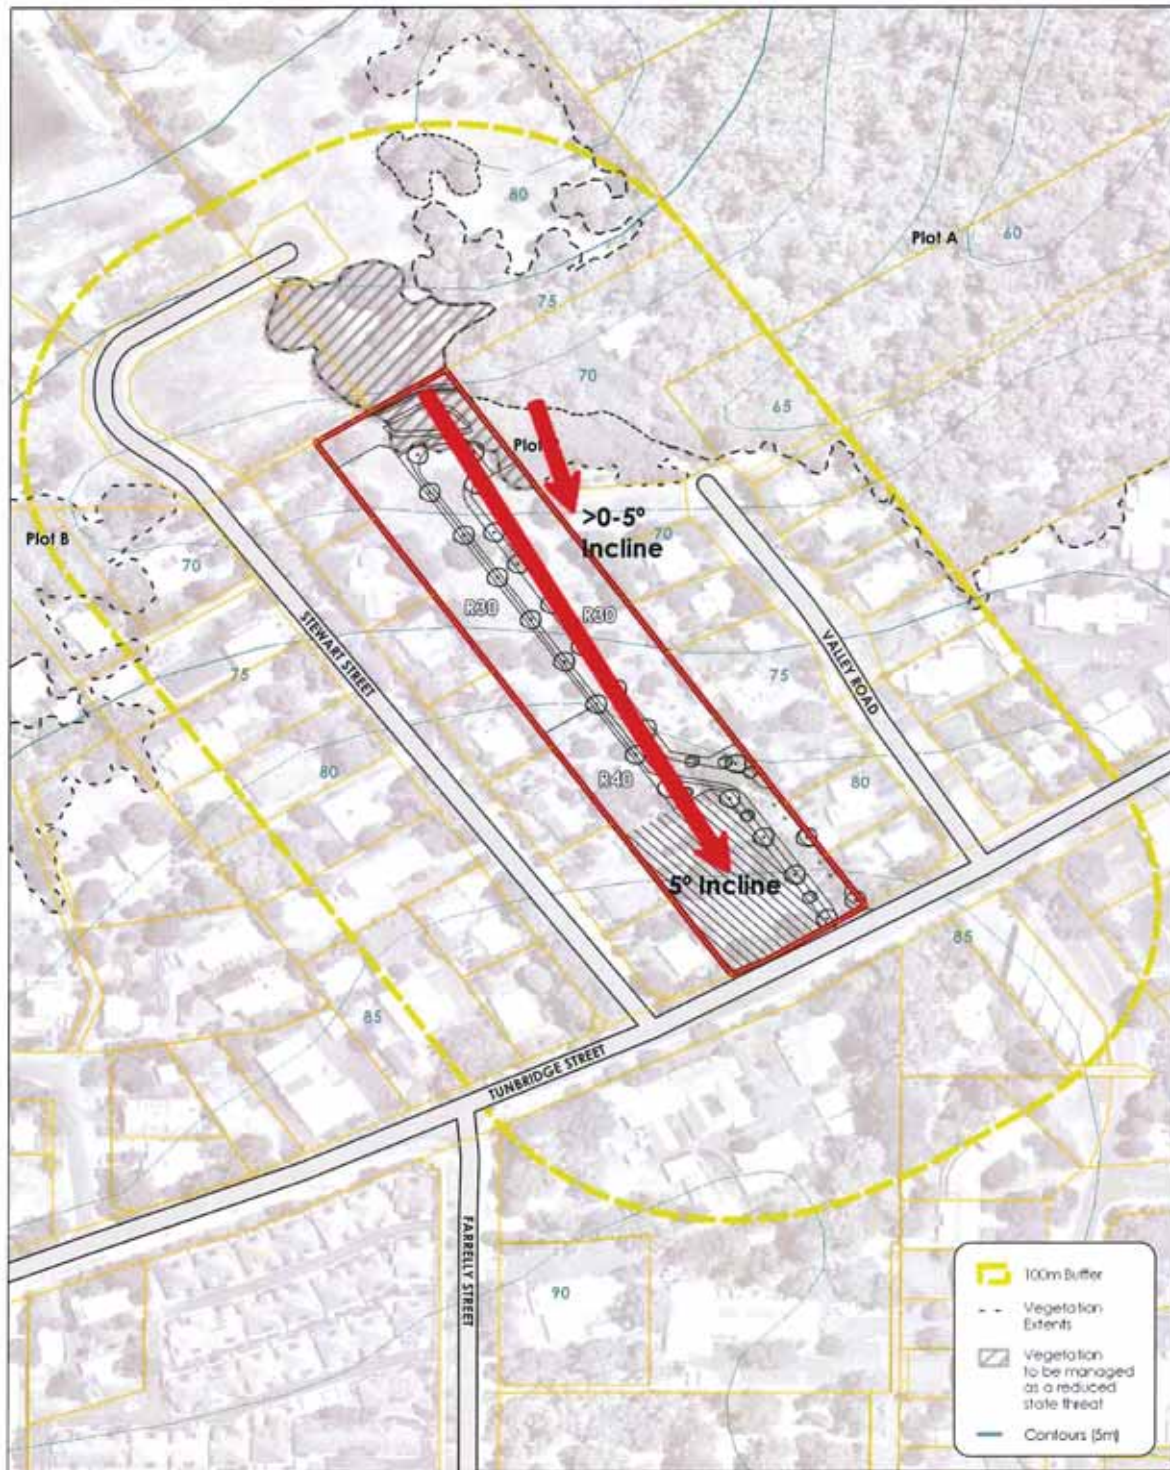 80
Plot A
60
75
70
65
Plot
>0-5°
Incline
70
Plot B
70
R30
R30
STEWART STREET
VALLEY ROAD
75
75
80
R40
80
5° Incline
85
85
TUNBRIDGE STREET
FARRELLY STREET
90
100m Buffer
Vegetation
Extents
Vegetation
to be managed
as a reduced
state threat
Contours (5m)